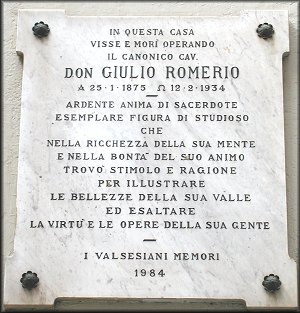 IN QUESTA CASA
VISSE E MORÌ OPERANDO
IL CANONICO CAV.
DON GIULIO ROMERIO
A 25·1·1875 Ω 12·2·1934
ARDENTE ANIMA DI SACERDOTE
ESEMPLARE FIGURA DI STUDIOSO
CHE
NELLA RICCHEZZA DELLA SUA MENTE
E NELLA BONTA' DEL SUO ANIMO
TROVÒ STIMOLO E RAGIONE
PER ILLUSTRARE
LE BELLEZZE DELLA SUA VALLE
ED ESALTARE
LA VIRTÙ E LE OPERE DELLA SUA GENTE
I VALSESIANI MEMORI
1984